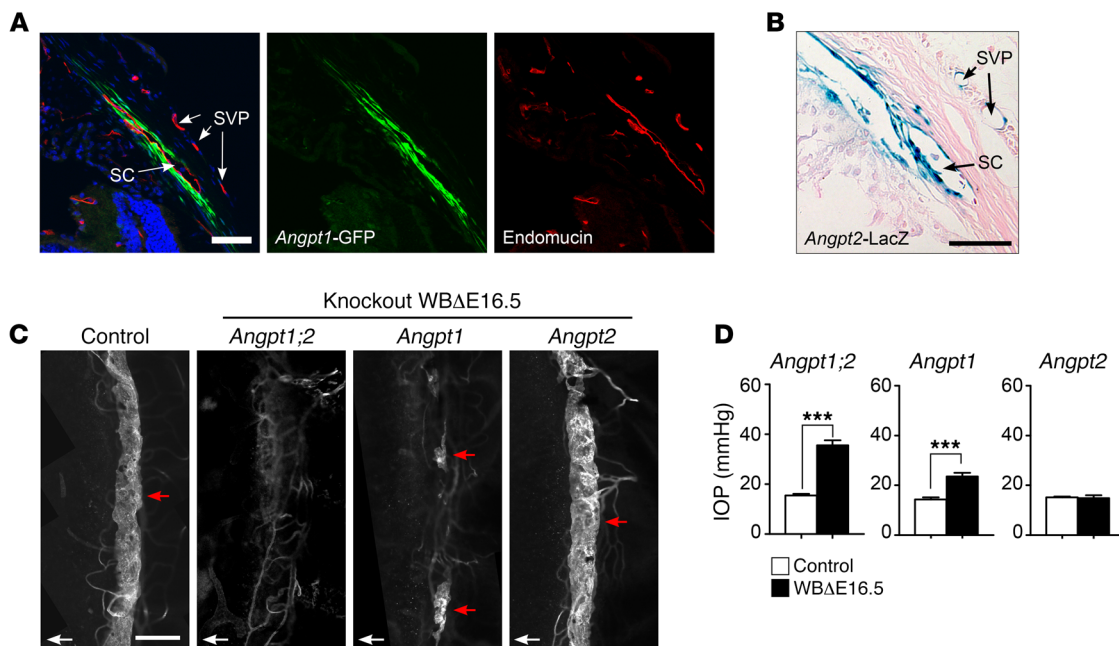 A
SVP
SC
Angpt1-GFP
Endomucin
B
SVP
SC
Angpt2-LacZ
Knockout WBΔE16.5
C
Control
Angpt1;2
Angpt1
Angpt2
D
Angpt1;2
Angpt1
Angpt2
IOP (mmHg)
60
40
20
0
***
60
40
20
0
***
60
40
20
0
Control
WBΔE16.5